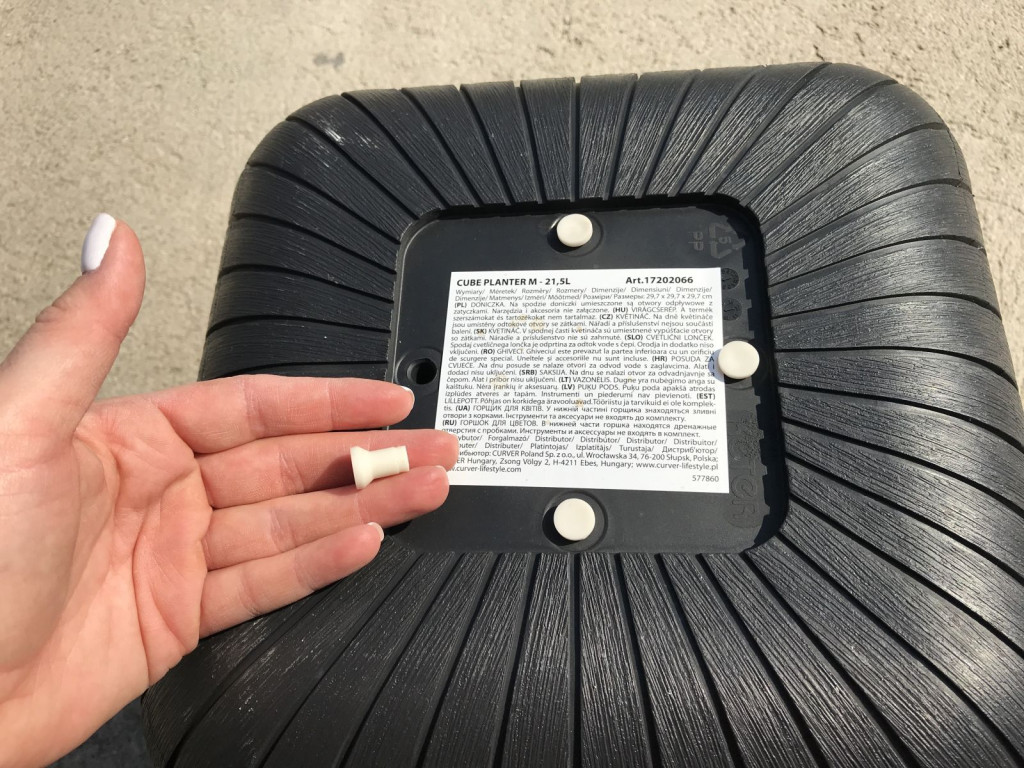 CUBE PLANTER M - 21,5L Art.17202066
Wymiary/ Méretek/ Rozměry/ Rozmery/ Dimenzije/ Dimensiuni/ Dimenzije/
Dimenzije/ Matmenys/ Izmēri/ Mõõtmed/ Розміри/ Размеры: 29,7 x 29,7 x 29,7 cm
(PL) DONICZKA. Na spodzie doniczki umieszczone są otwory odpływowe z
zatyczkami. Narzędzia i akcesoria nie załączone. (HU) VIRÁGCSERÉP. A termék
szerszámokat és tartozékokat nem tartalmaz. (CZ) KVĚTINÁČ. Na dně květináče
jsou umístěny odtokové otvory se zátkami. Nářadí a příslušenství nejsou součástí
balení. (SK) KVETINÁČ. V spodnej časti kvetináča sú umiestnené vypúšťacie otvory
so zátkami. Náradie a príslušenstvo nie sú zahrnuté. (SLO) CVETLIČNI LONČEK.
Spodaj cvetličnega lončka je odprtina za odtok vode s čepi. Orodja in dodatki niso
vključeni. (RO) GHIVECI. Ghiveciul este prevazut la partea inferioara cu un orificiu
de scurgere special. Uneltele si accesoriile nu sunt incluse. (HR) POSUDA ZA
CVIJEĆE. Na dnu posude se nalaze otvori za odvod vode s zaglavcima. Alati i
dodaci nisu uključeni. (SRB) SAKSIJA. Na dnu se nalazi otvor za odvodnjavanje sa
čepom. Alat i pribor nisu uključeni. (LT) VAZONĖLIS. Dugne yra nubėgimo anga su
kaištuku. Nėra įrankių ir aksesuarų. (LV) PUĶU PODS. Puķu poda apakšā atrodas
izplūdes atveres ar tapām. Instrumenti un piederumi nav pievienoti. (EST)
LILLEPOTT. Põhjas on korkidega äravooluavad. Tööriistu ja tarvikuid ei ole komplek-
tis. (UA) ГОРЩИК ДЛЯ КВІТІВ. У нижній частині горщика знаходяться зливні
отвори з корками. Інструменти та аксесуари не входять до комплекту.
(RU) ГОРШОК ДЛЯ ЦВЕТОВ. В нижней части горшка находятся дренажные
отверстия с пробками. Инструменты и аксессуары не входят в комплект.
Forgalmazó/ Distributor/ Distribútor/ Distributer/ Distribuitor/
Distributer/ Platintojas/ Izplatītājs/ Turustaja/ Дистриб'ютор/
CURVER Poland Sp. z o.o., ul. Wrocławska 34, 76-200 Słupsk, Polska;
Hungary, Zsong Völgy 2, H-4211 Ebes, Hungary; www.curver-lifestyle.pl
577860
5
PP